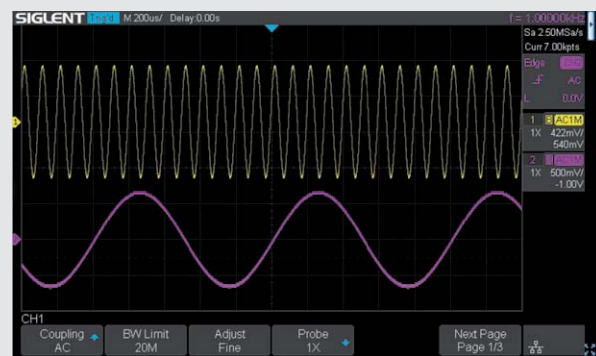 SIGLENT Trig'd M 200us/ Delay:0.00s f = 1.00000kHz
Sa 2.50MSa/s
Curr 7.00kpts
Edge
AC
L 0.0V
1 B AC1M
1X 422mV/
540mV
2 AC1M
1X 500mV/
-1.00V
CH1
Coupling
AC
BW Limit
20M
Adjust
Fine
Probe
1X
Next Page
Page 1/3